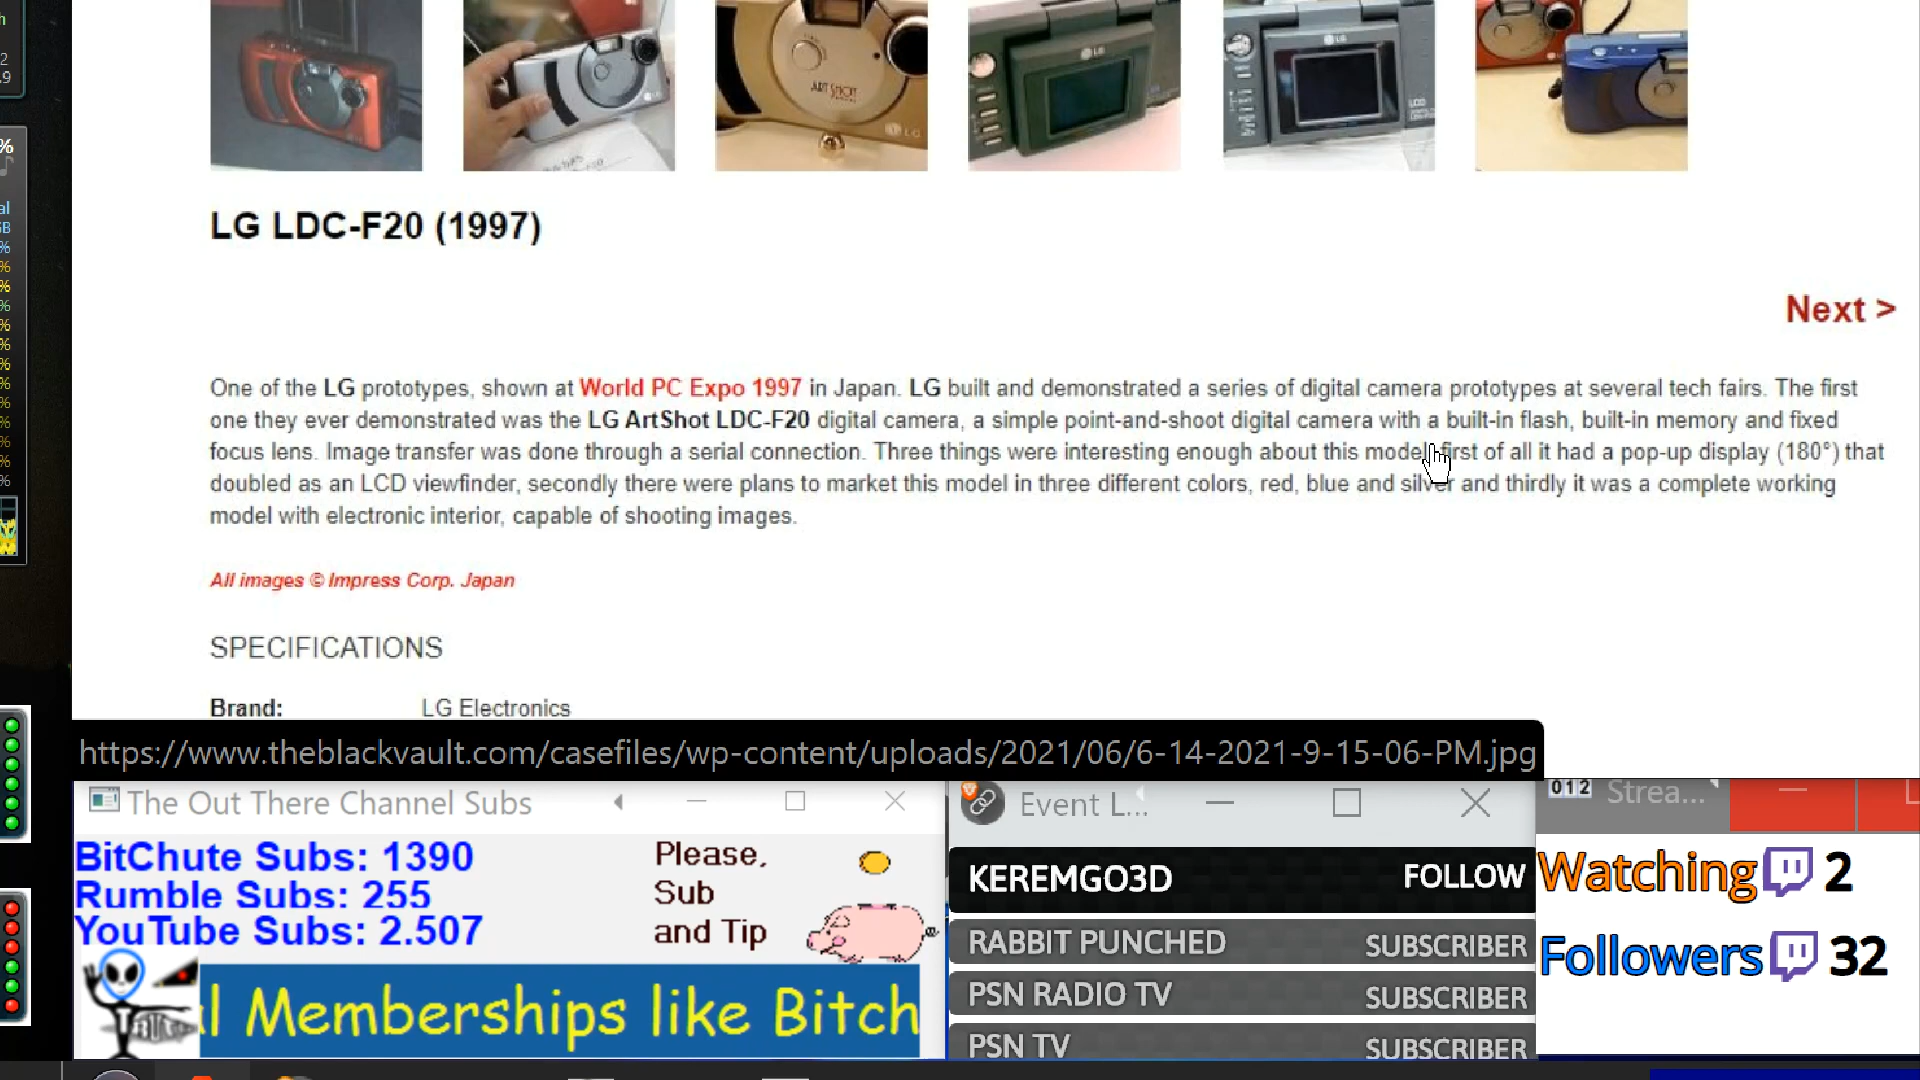 LG LDC-F20 (1997)
Next >
One of the LG prototypes, shown at World PC Expo 1997 in Japan. LG built and demonstrated a series of digital camera prototypes at several tech fairs. The first
one they ever demonstrated was the LG ArtShot LDC-F20 digital camera, a simple point-and-shoot digital camera with a built-in flash, built-in memory and fixed
focus lens. Image transfer was done through a serial connection. Three things were interesting enough about this model first of all it had a pop-up display (180°) that
doubled as an LCD viewfinder, secondly there were plans to market this model in three different colors, red, blue and silver and thirdly it was a complete working
model with electronic interior, capable of shooting images.
All images © Impress Corp. Japan
SPECIFICATIONS
Brand: LG Electronics
https://www.theblackvault.com/casefiles/wp-content/uploads/2021/06/6-14-2021-9-15-06-PM.jpg
The Out There Channel Subs
BitChute Subs: 1390
Rumble Subs: 255
YouTube Subs: 2.507
Please,
Sub
and Tip
l Memberships like Bitch
Event L...
KEREMGO3D FOLLOW
RABBIT PUNCHED SUBSCRIBER
PSN RADIO TV SUBSCRIBER
PSN TV SUBSCRIBER
012 Strea...
Watching 2
Followers 32